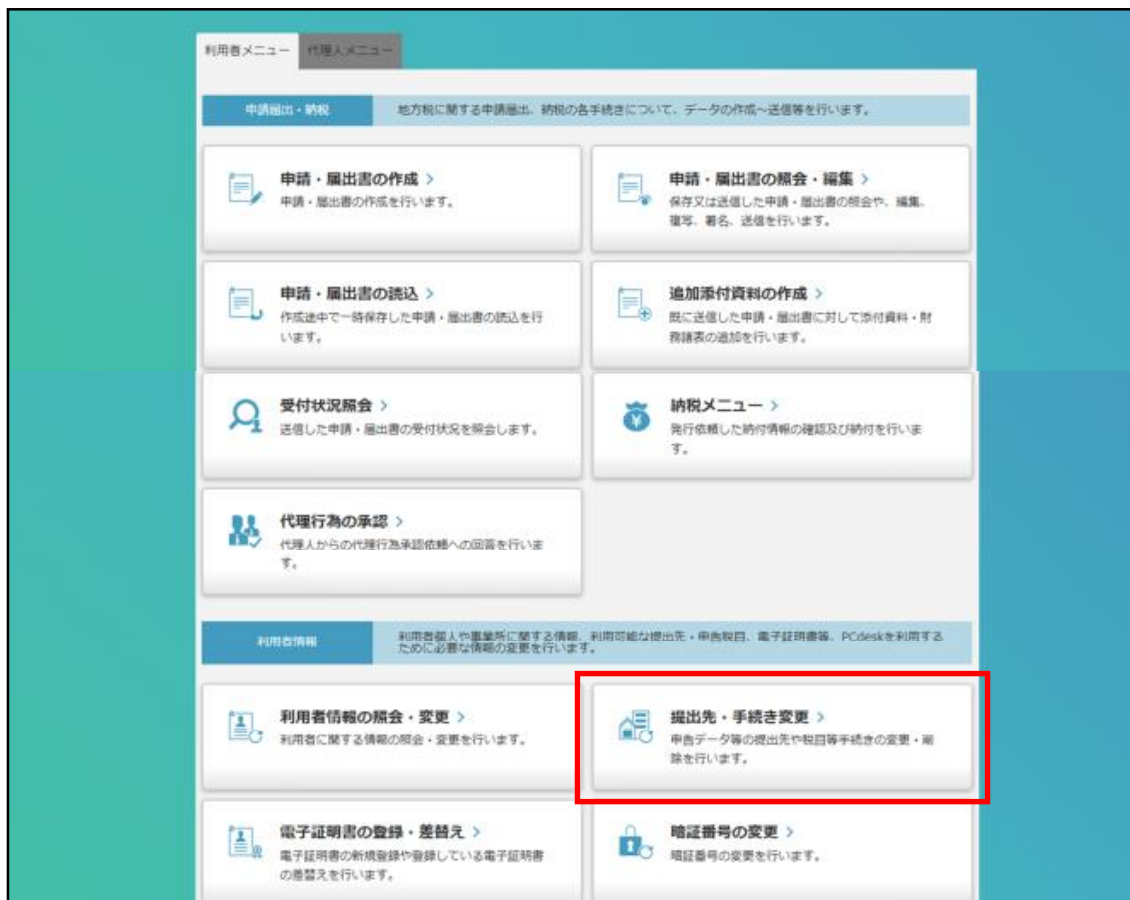 利用者メニュー
代理人メニュー
申請届出・納税
地方税に関する申請届出、納税の各手続きについて、データの作成～送信等を行います。
申請・届出書の作成 >
申請・届出書の作成を行います。
申請・届出書の照会・編集 >
保存又は送信した申請・届出書の照会や、編集、
複写、署名、送信を行います。
申請・届出書の読込 >
作成途中で一時保存した申請・届出書の読込を行
います。
追加添付資料の作成 >
既に送信した申請・届出書に対して添付資料・財
務諸表の追加を行います。
受付状況照会 >
送信した申請・届出書の受付状況を照会します。
納税メニュー >
発行依頼した納付情報の確認及び納付を行いま
す。
代理行為の承認 >
代理人からの代理行為承認依頼への回答を行いま
す。
利用者情報
利用者個人や事業所に関する情報、利用可能な提出先・申告税目、電子証明書等、PCdeskを利用する
ために必要な情報の変更を行います。
利用者情報の照会・変更 >
利用者に関する情報の照会・変更を行います。
提出先・手続き変更 >
申告データ等の提出先や税目等手続きの変更・削
除を行います。
電子証明書の登録・差替え >
電子証明書の新規登録や登録している電子証明書
の差替えを行います。
暗証番号の変更 >
暗証番号の変更を行います。